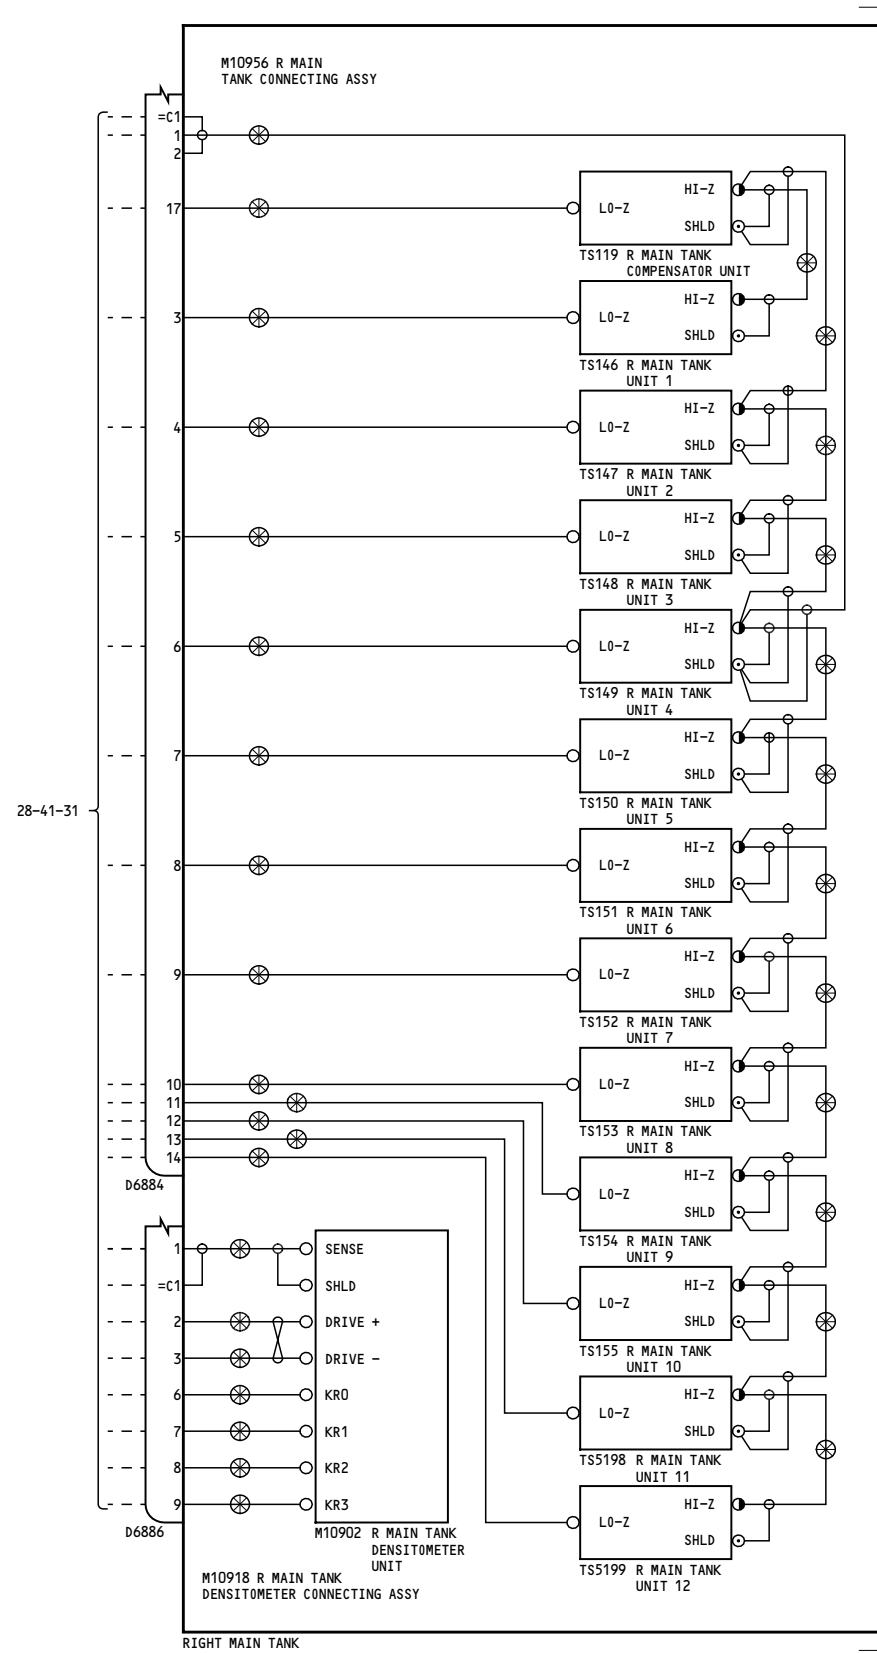 M10956 R MAIN
TANK CONNECTING ASSY
=C1
1
2
17
3
4
5
6
7
8
9
10
11
12
13
14
D6884
28-41-31
HI-Z
LO-Z
SHLD
TS119 R MAIN TANK
COMPENSATOR UNIT
HI-Z
LO-Z
SHLD
TS146 R MAIN TANK
UNIT 1
HI-Z
LO-Z
SHLD
TS147 R MAIN TANK
UNIT 2
HI-Z
LO-Z
SHLD
TS148 R MAIN TANK
UNIT 3
HI-Z
LO-Z
SHLD
TS149 R MAIN TANK
UNIT 4
HI-Z
LO-Z
SHLD
TS150 R MAIN TANK
UNIT 5
HI-Z
LO-Z
SHLD
TS151 R MAIN TANK
UNIT 6
HI-Z
LO-Z
SHLD
TS152 R MAIN TANK
UNIT 7
HI-Z
LO-Z
SHLD
TS153 R MAIN TANK
UNIT 8
HI-Z
LO-Z
SHLD
TS154 R MAIN TANK
UNIT 9
HI-Z
LO-Z
SHLD
TS155 R MAIN TANK
UNIT 10
HI-Z
LO-Z
SHLD
TS5198 R MAIN TANK
UNIT 11
HI-Z
LO-Z
SHLD
TS5199 R MAIN TANK
UNIT 12
1 SENSE
=C1 SHLD
2 DRIVE +
3 DRIVE -
6 KR0
7 KR1
8 KR2
9 KR3
D6886
M10902 R MAIN TANK
DENSITOMETER
UNIT
M10918 R MAIN TANK
DENSITOMETER CONNECTING ASSY
RIGHT MAIN TANK